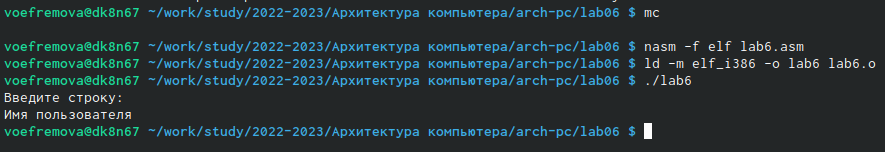 voefremova@dk8n67 ~/work/study/2022-2023/Архитектура компьютера/arch-pc/lab06 $ mc
voefremova@dk8n67 ~/work/study/2022-2023/Архитектура компьютера/arch-pc/lab06 $ nasm -f elf lab6.asm
voefremova@dk8n67 ~/work/study/2022-2023/Архитектура компьютера/arch-pc/lab06 $ ld -m elf_i386 -o lab6 lab6.o
voefremova@dk8n67 ~/work/study/2022-2023/Архитектура компьютера/arch-pc/lab06 $ ./lab6
Введите строку:
Имя пользователя
voefremova@dk8n67 ~/work/study/2022-2023/Архитектура компьютера/arch-pc/lab06 $